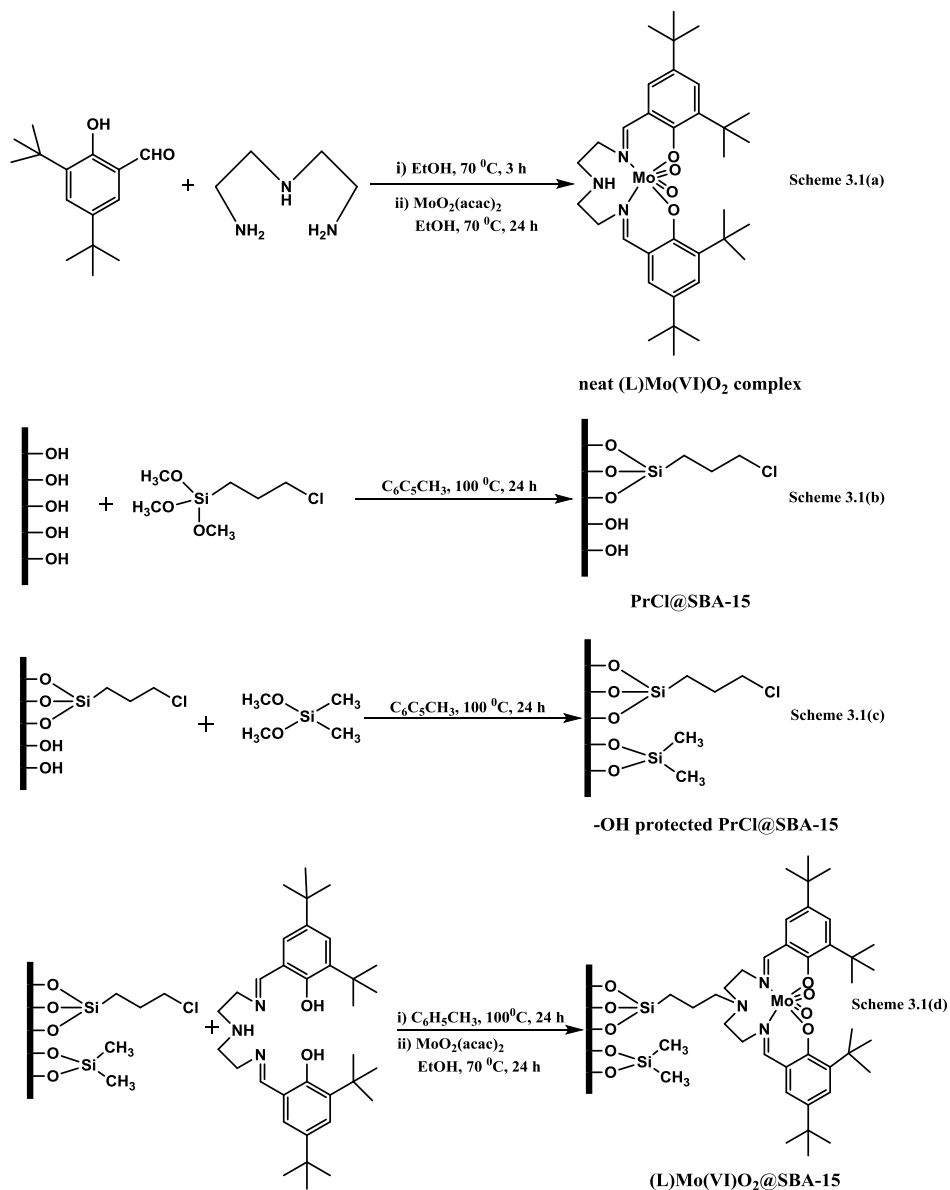 OH
CHO
+
NH
NH2
H2N
i) EtOH, 70 ⁰C, 3 h
ii) MoO2(acac)2
EtOH, 70 ⁰C, 24 h
N
O
O
NH
Mo
O
N
O
Scheme 3.1(a)
neat (L)Mo(VI)O2 complex
OH
OH
OH
OH
OH
+
H3CO
H3CO
Si
OCH3
Cl
C6C5CH3, 100 ⁰C, 24 h
O
O
O
Si
Cl
OH
OH
Scheme 3.1(b)
PrCl@SBA-15
O
O
O
Si
Cl
OH
OH
+
H3CO
CH3
Si
H3CO
CH3
C6C5CH3, 100 ⁰C, 24 h
O
O
O
Si
Cl
O
O
Si
CH3
CH3
Scheme 3.1(c)
-OH protected PrCl@SBA-15
O
O
O
Si
Cl
O
O
Si
CH3
CH3
+
N
OH
NH
N
OH
i) C6H5CH3, 100⁰C, 24 h
ii) MoO2(acac)2
EtOH, 70 ⁰C, 24 h
O
O
O
Si
O
O
Si
CH3
CH3
N
N
O
O
Mo
O
N
O
Scheme 3.1(d)
(L)Mo(VI)O2@SBA-15